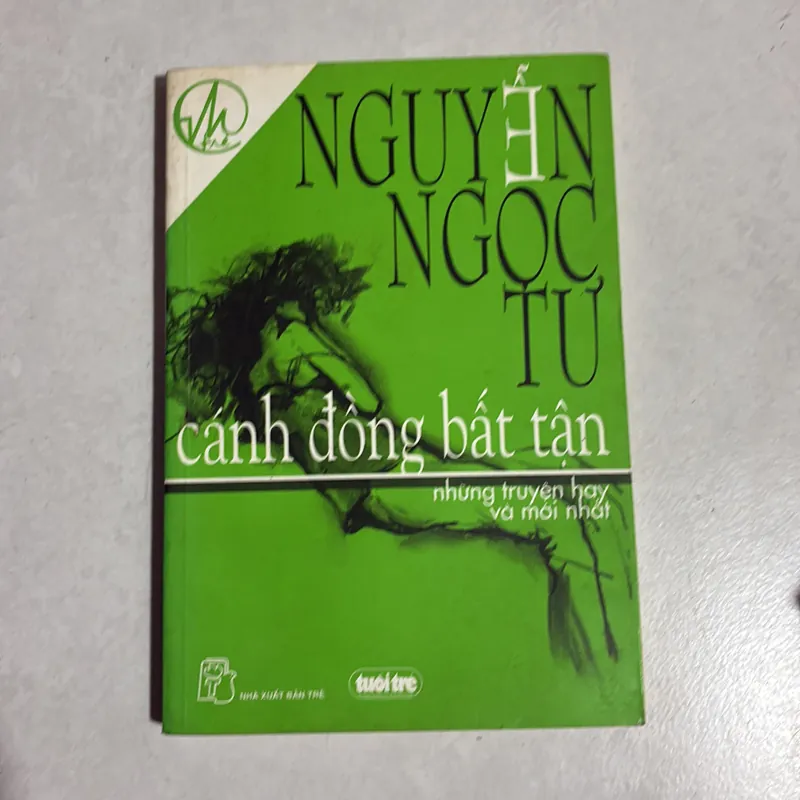 NGUYỄN
NGỌC
TƯ
cánh đồng bất tận
những truyện hay
và mới nhất
NHÀ XUẤT BẢN TRẺ
tuổi trẻ